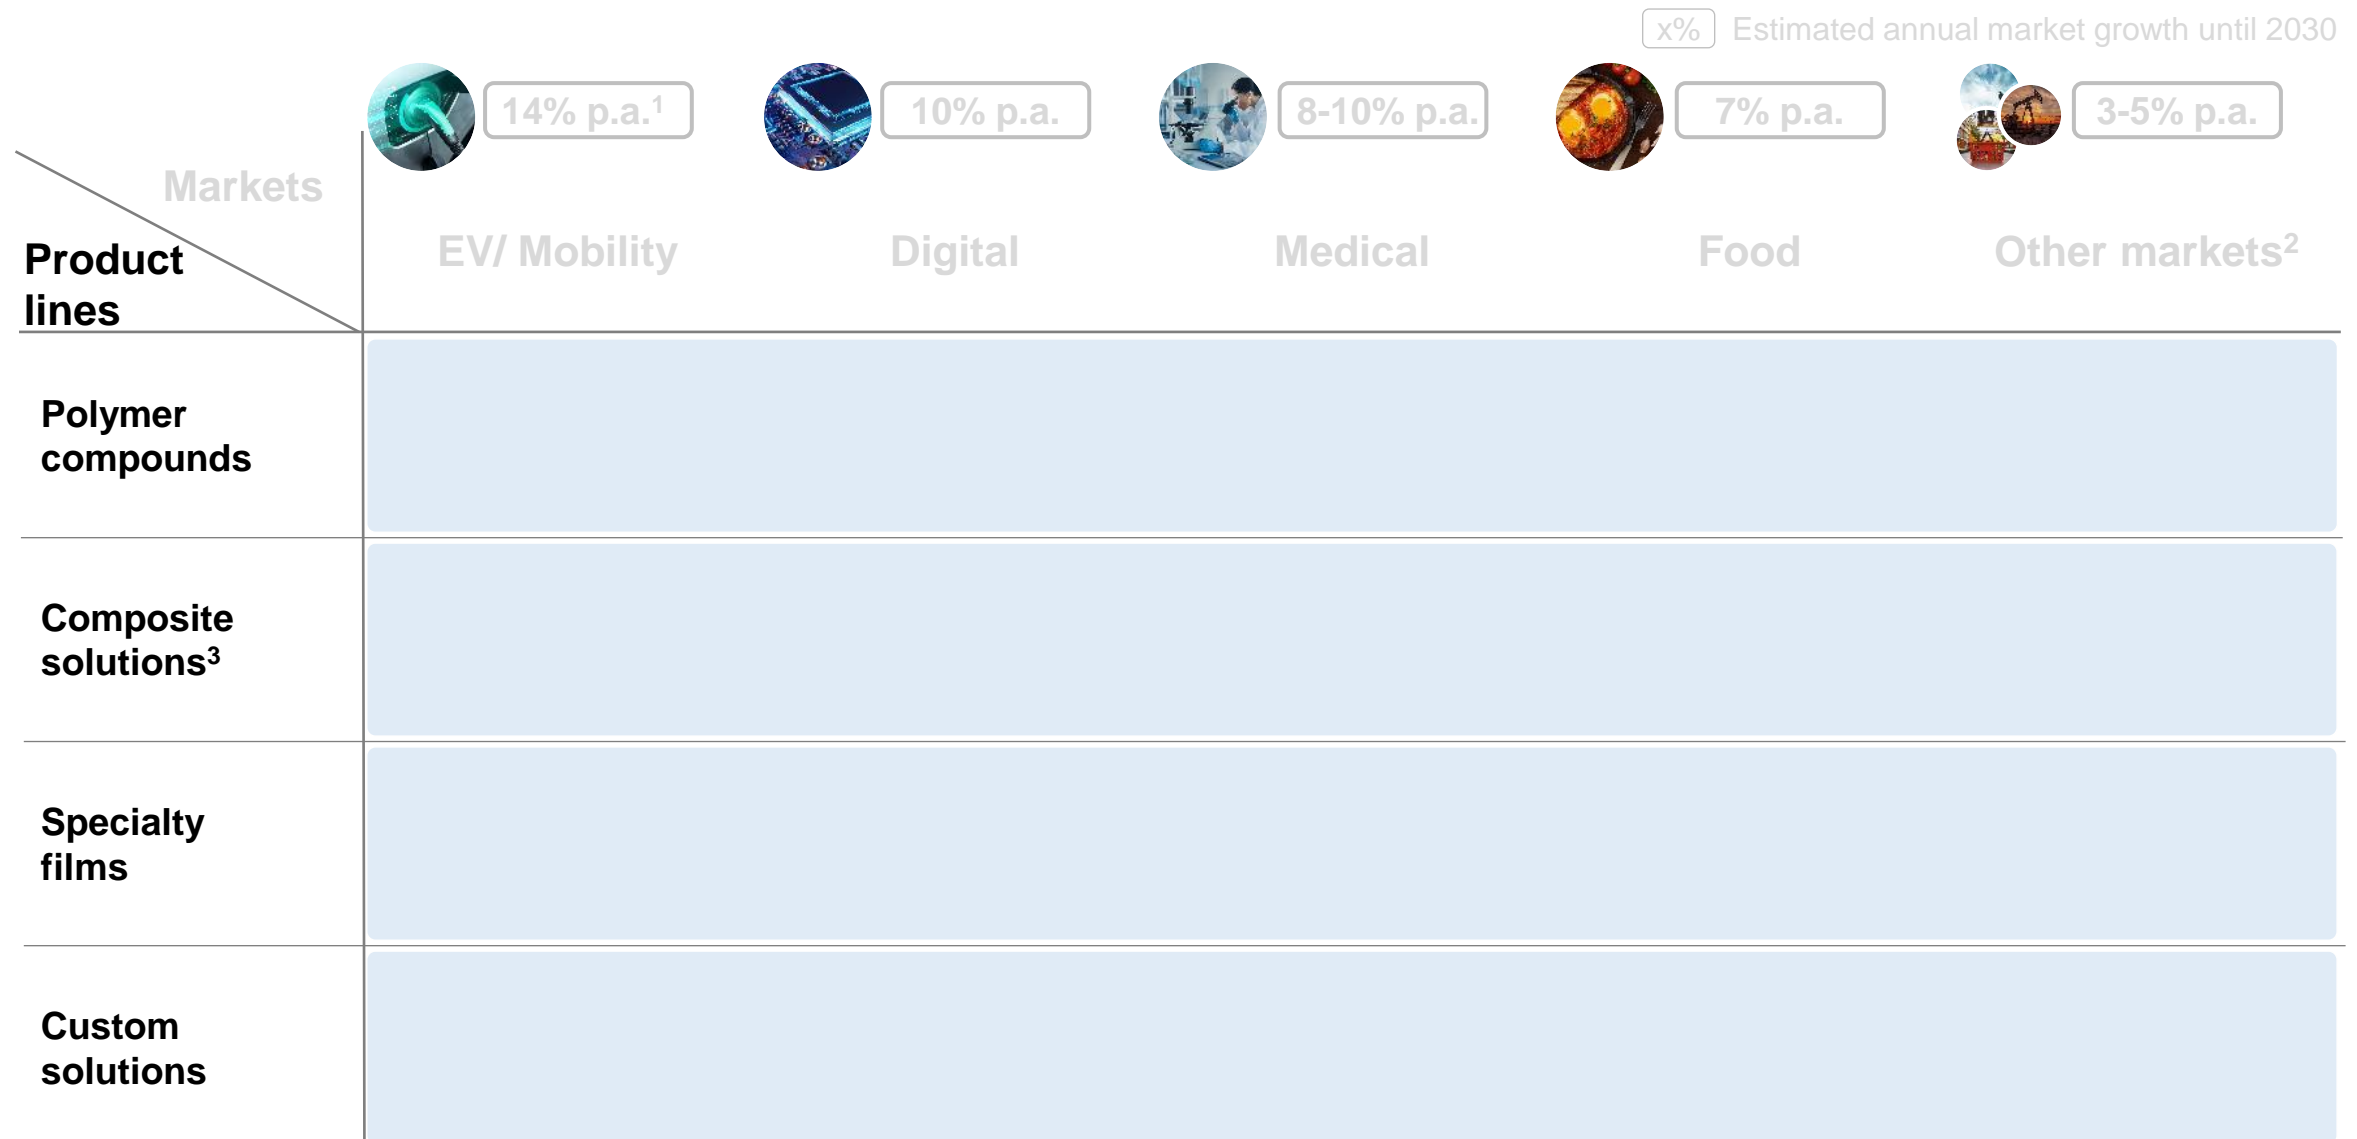 x% Estimated annual market growth until 2030
14% p.a.¹ 10% p.a. 8-10% p.a. 7% p.a. 3-5% p.a.
Markets
EV/ Mobility Digital Medical Food Other markets²
Product
lines
Polymer
compounds
Composite
solutions³
Specialty
films
Custom
solutions